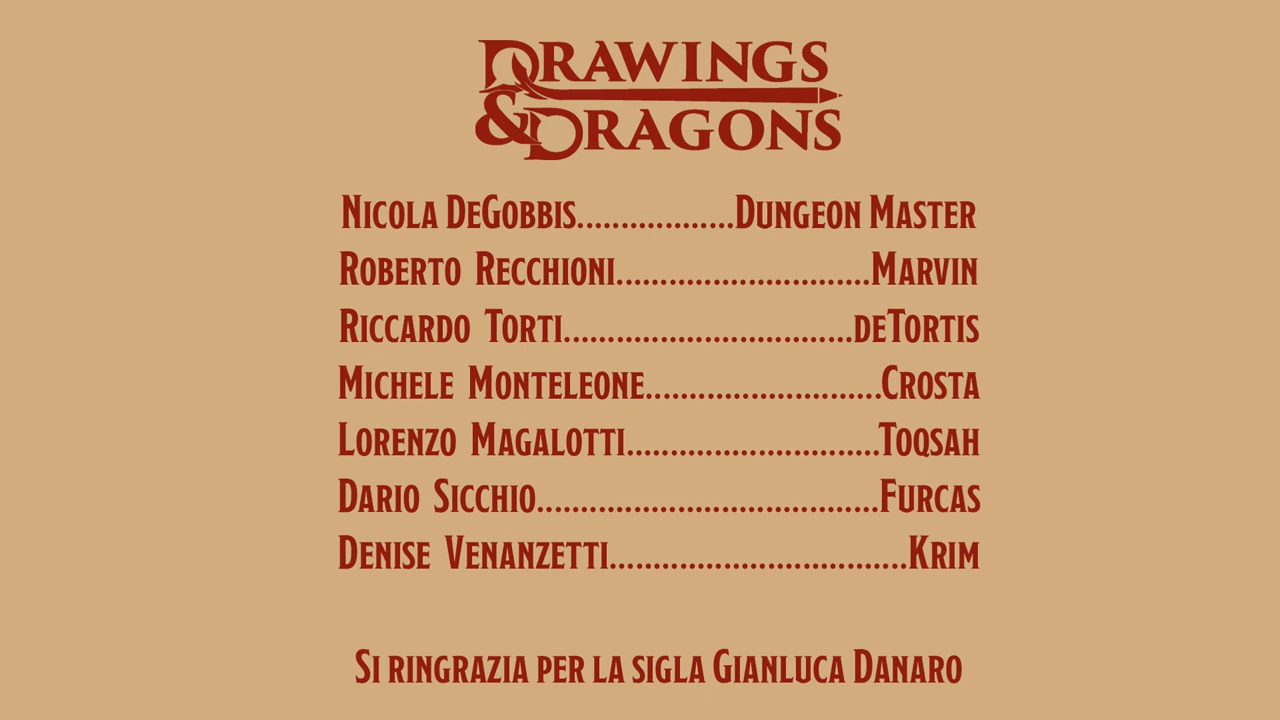 Drawings
& Dragons
Nicola DeGobbis..................Dungeon Master
Roberto Recchioni.............................Marvin
Riccardo Torti.................................deTortis
Michele Monteleone...........................Crosta
Lorenzo Magalotti.............................Toqsah
Dario Sicchio.......................................Furcas
Denise Venanzetti..................................Krim
Si ringrazia per la sigla Gianluca Danaro